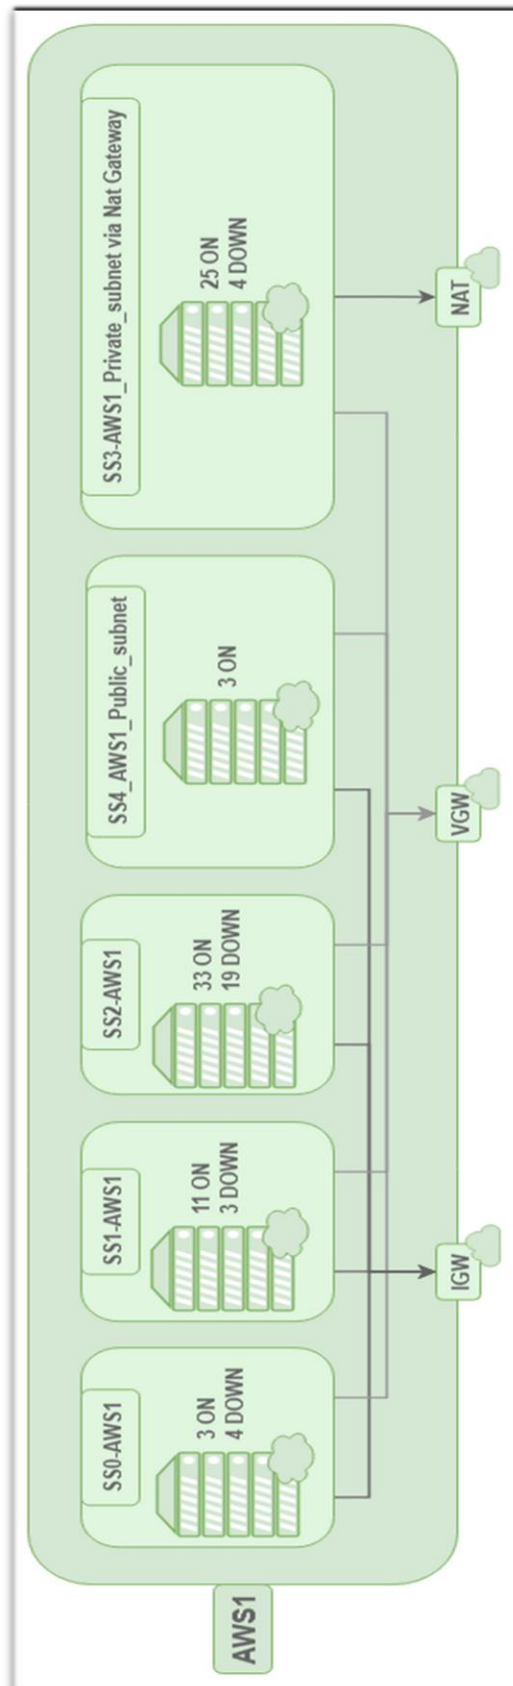 AWS1
SS0-AWS1
3 ON
4 DOWN
SS1-AWS1
11 ON
3 DOWN
SS2-AWS1
33 ON
19 DOWN
SS4_AWS1_Public_subnet
3 ON
SS3-AWS1_Private_subnet via Nat Gateway
25 ON
4 DOWN
IGW
VGW
NAT